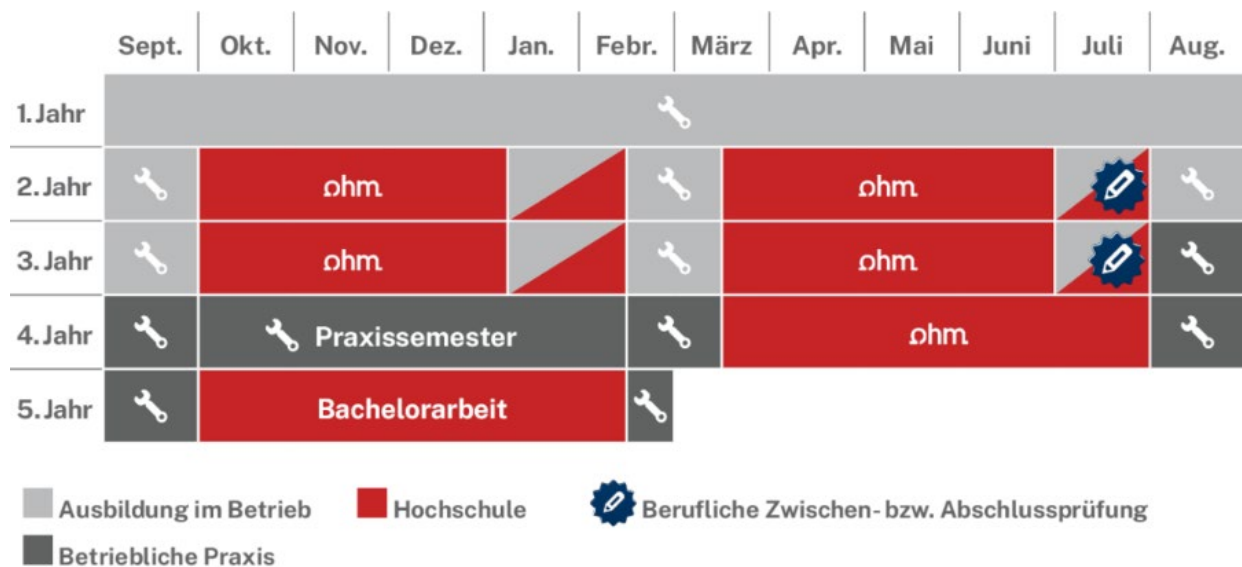 Sept. Okt. Nov. Dez. Jan. Febr. März Apr. Mai Juni Juli Aug.
1. Jahr
2. Jahr ohm ohm
3. Jahr ohm ohm
4. Jahr Praxissemester ohm
5. Jahr Bachelorarbeit
Ausbildung im Betrieb Hochschule Berufliche Zwischen- bzw. Abschlussprüfung
Betriebliche Praxis